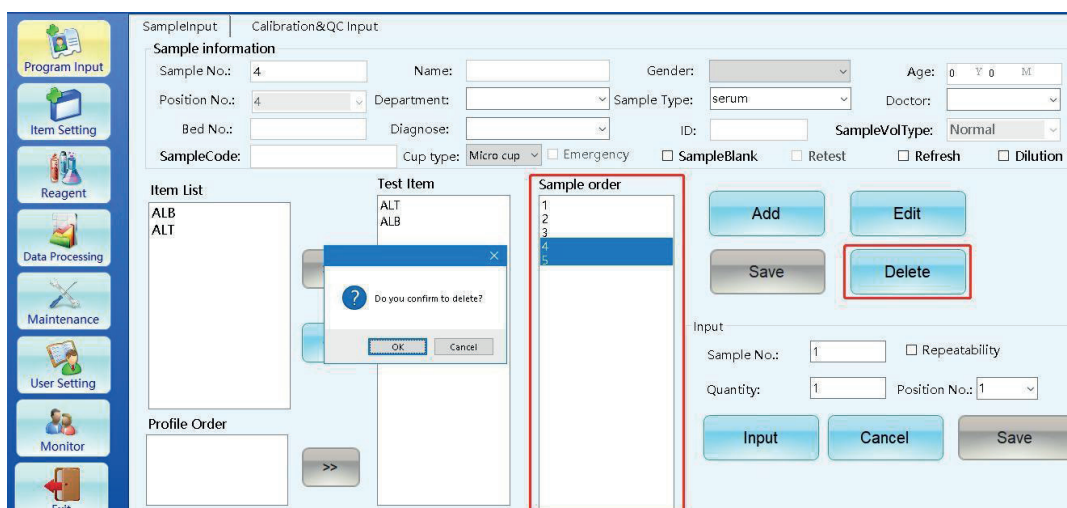 SampleInput Calibration&QC Input
Sample information
Sample No.: 4 Name: Gender: Age: 0 Y 0 M
Position No.: 4 Department: Sample Type: serum Doctor:
Bed No.: Diagnose: ID: SampleVolType: Normal
SampleCode: Cup type: Micro cup Emergency SampleBlank Retest Refresh Dilution
Program Input
Item Setting
Reagent
Data Processing
Maintenance
User Setting
Monitor
Exit
Item List
ALB
ALT
Profile Order
Test Item
ALT
ALB
>>
Do you confirm to delete?
OK Cancel
Sample order
1
2
3
4
5
Add Edit
Save Delete
Input
Sample No.: 1 Repeatability
Quantity: 1 Position No.: 1
Input Cancel Save